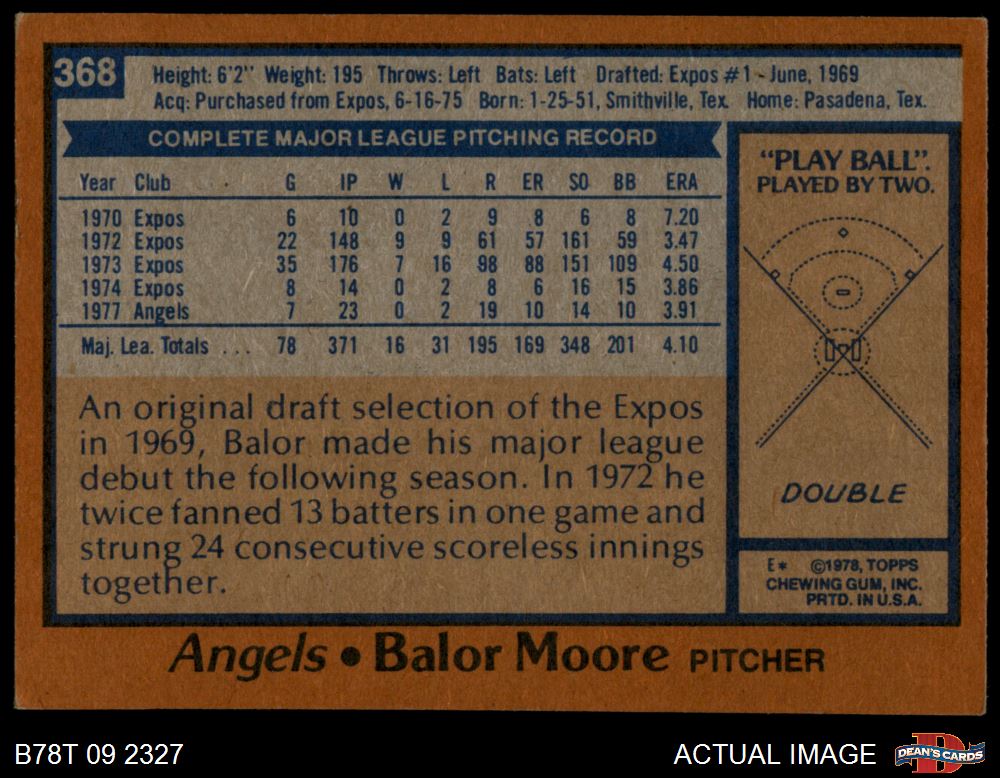 368
Height: 6'2" Weight: 195 Throws: Left Bats: Left Drafted: Expos #1 - June, 1969
Acq: Purchased from Expos, 6-16-75 Born: 1-25-51, Smithville, Tex. Home: Pasadena, Tex.
COMPLETE MAJOR LEAGUE PITCHING RECORD
Year Club G IP W L R ER SO BB ERA
1970 Expos 6 10 0 2 9 8 6 8 7.20
1972 Expos 22 148 9 9 61 57 161 59 3.47
1973 Expos 35 176 7 16 98 88 151 109 4.50
1974 Expos 8 14 0 2 8 6 16 15 3.86
1977 Angels 7 23 0 2 19 10 14 10 3.91
Maj. Lea. Totals ... 78 371 16 31 195 169 348 201 4.10
An original draft selection of the Expos
in 1969, Balor made his major league
debut the following season. In 1972 he
twice fanned 13 batters in one game and
strung 24 consecutive scoreless innings
together.
"PLAY BALL".
PLAYED BY TWO.
DOUBLE
E* ©1978, TOPPS
CHEWING GUM, INC.
PRTD. IN U.S.A.
Angels • Balor Moore PITCHER
B78T 09 2327
ACTUAL IMAGE
DEAN'S CARDS